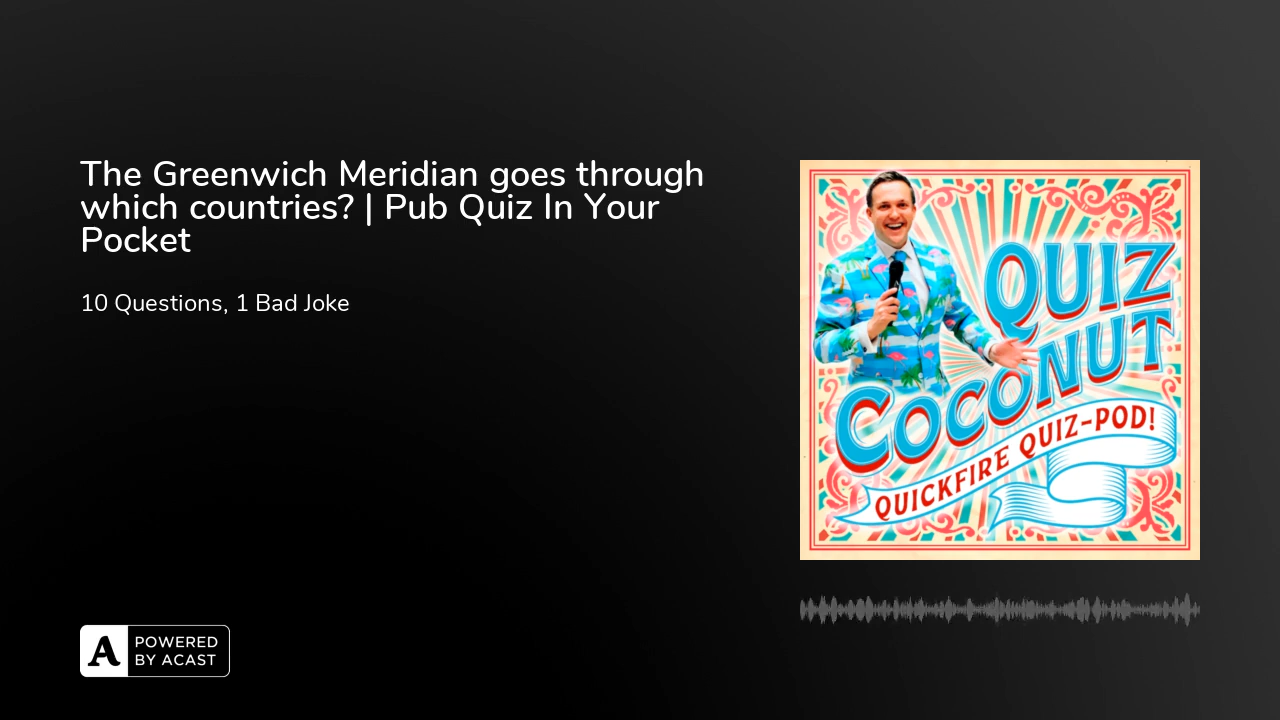 The Greenwich Meridian goes through
which countries? | Pub Quiz In Your
Pocket
10 Questions, 1 Bad Joke
QUIZ
COCONUT
QUICKFIRE QUIZ-POD!
A POWERED
BY ACAST